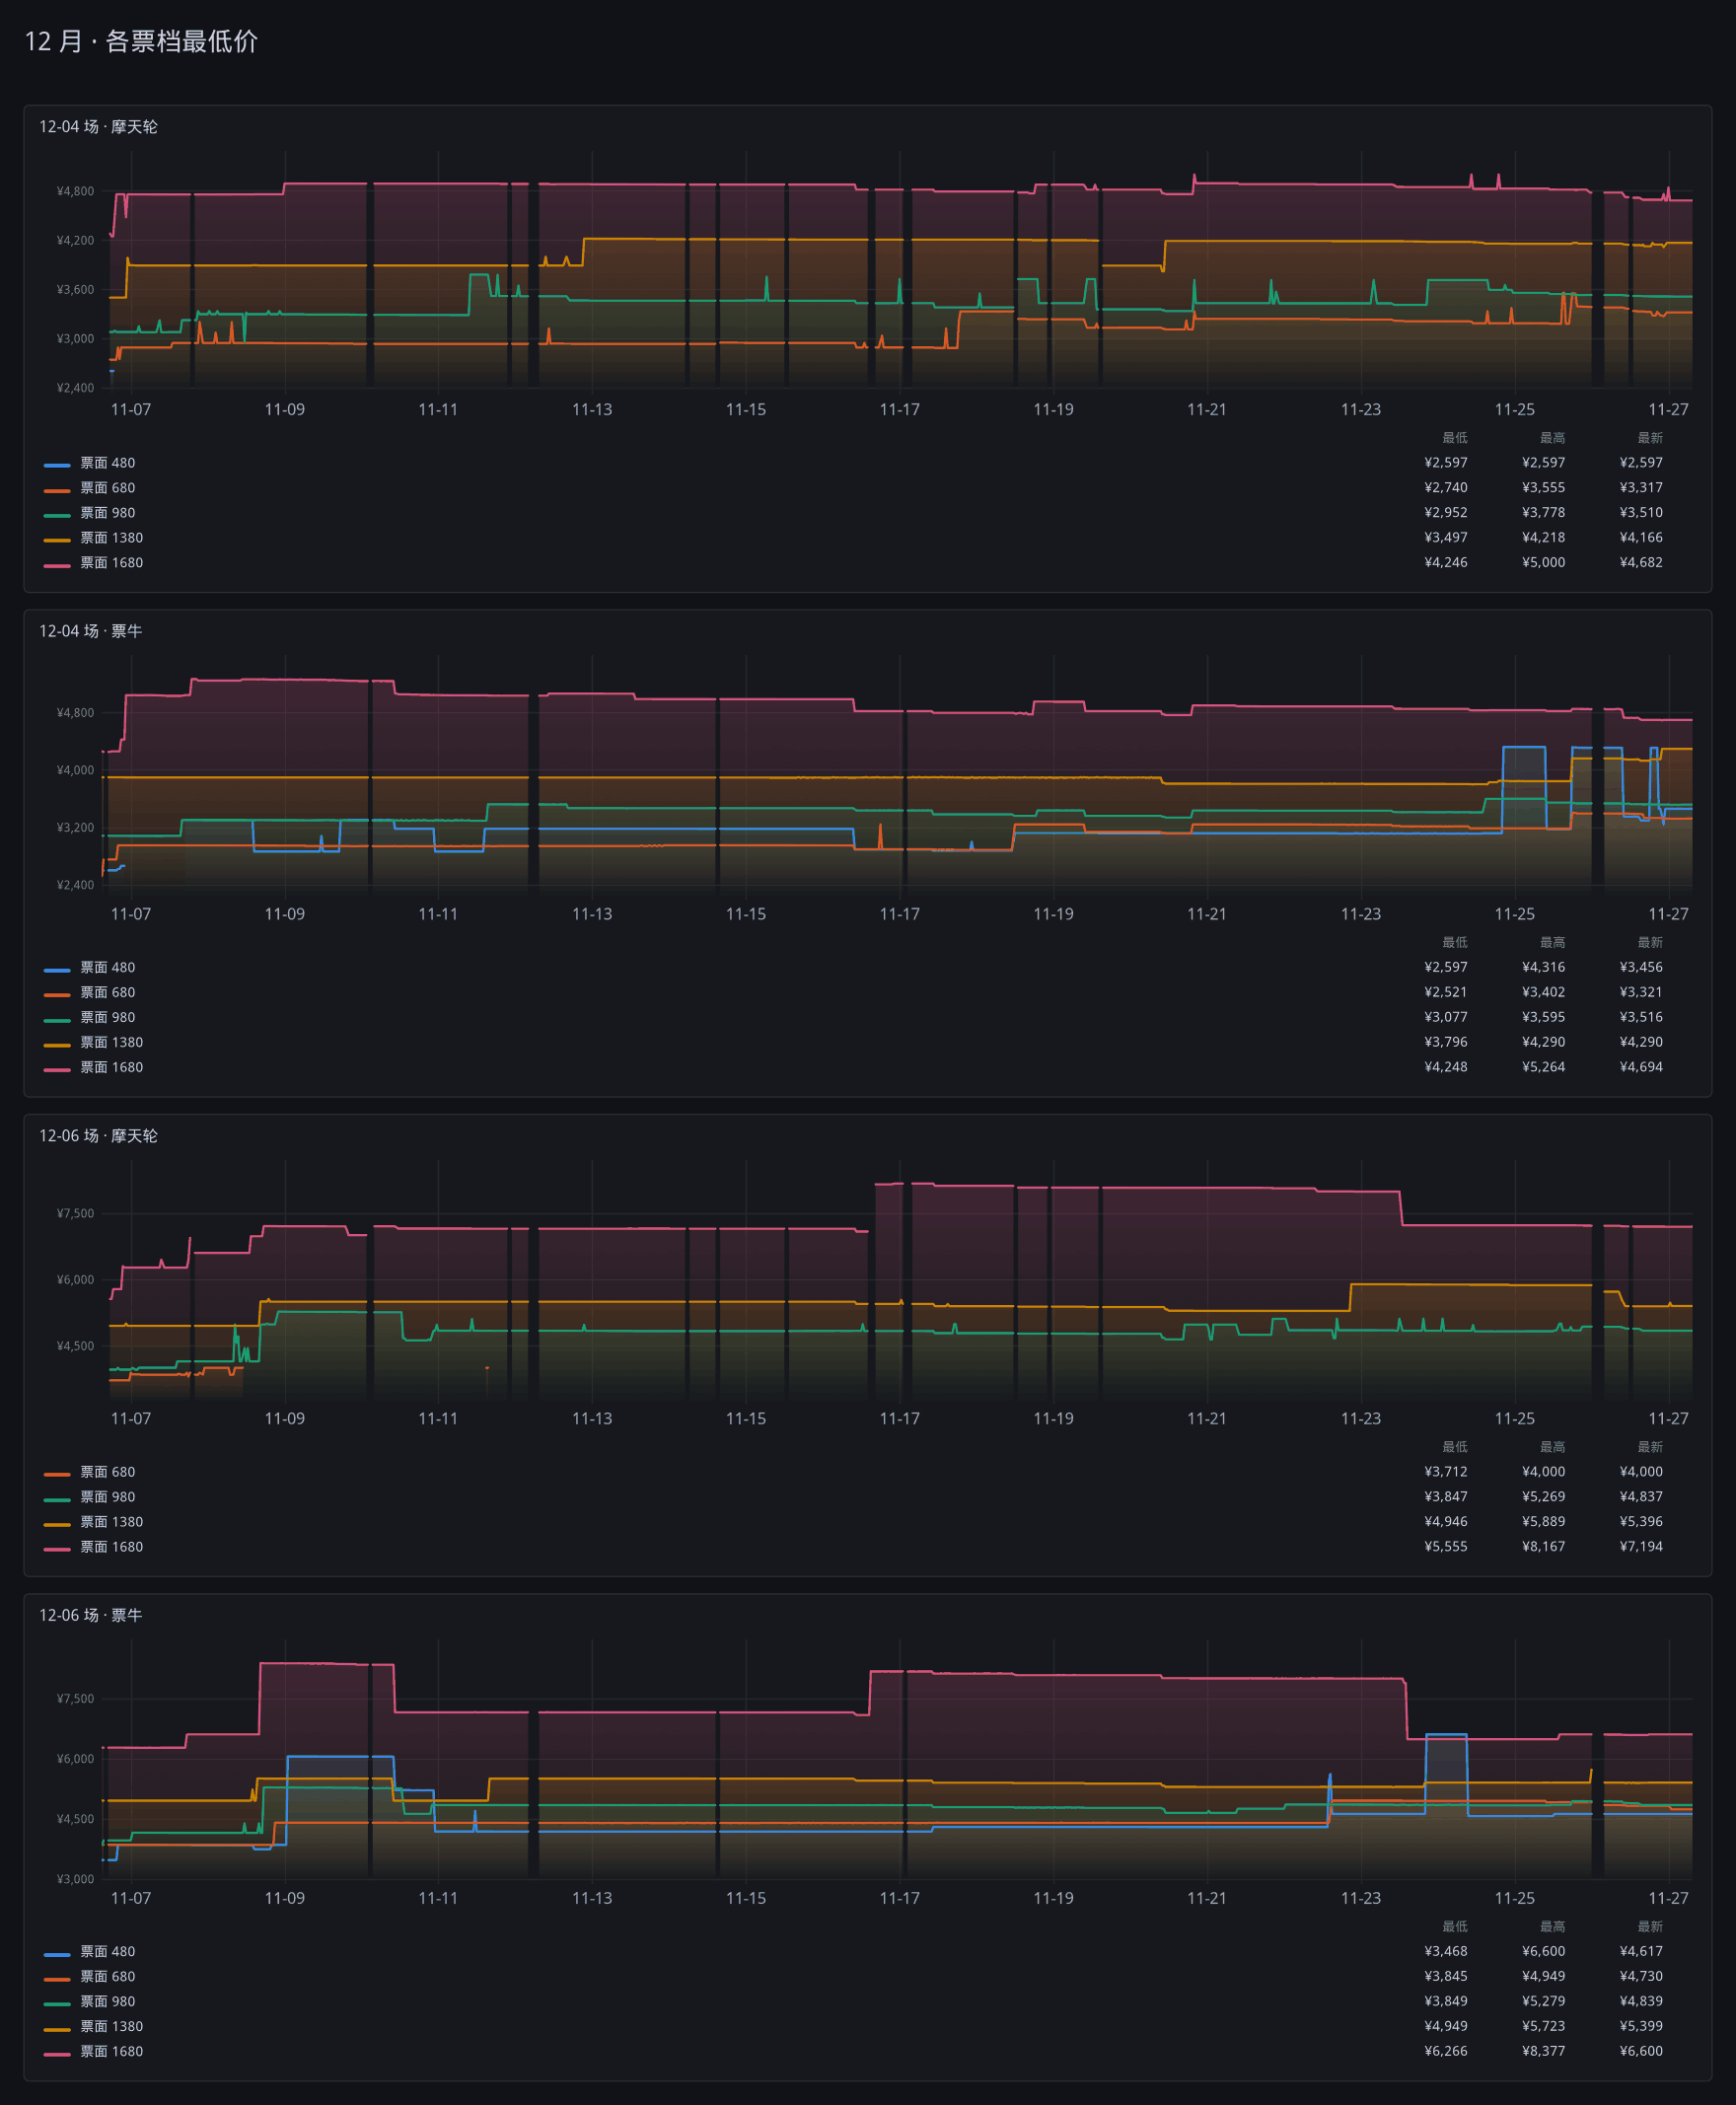 12 月 · 各票档最低价
12-04 场 · 摩天轮
¥4,800
¥4,200
¥3,600
¥3,000
¥2,400
11-07 11-09 11-11 11-13 11-15 11-17 11-19 11-21 11-23 11-25 11-27
最低 最高 最新
票面 480 ¥2,597 ¥2,597 ¥2,597
票面 680 ¥2,740 ¥3,555 ¥3,317
票面 980 ¥2,952 ¥3,778 ¥3,510
票面 1380 ¥3,497 ¥4,218 ¥4,166
票面 1680 ¥4,246 ¥5,000 ¥4,682
12-04 场 · 票牛
¥4,800
¥4,000
¥3,200
¥2,400
11-07 11-09 11-11 11-13 11-15 11-17 11-19 11-21 11-23 11-25 11-27
最低 最高 最新
票面 480 ¥2,597 ¥4,316 ¥3,456
票面 680 ¥2,521 ¥3,402 ¥3,321
票面 980 ¥3,077 ¥3,595 ¥3,516
票面 1380 ¥3,796 ¥4,290 ¥4,290
票面 1680 ¥4,248 ¥5,264 ¥4,694
12-06 场 · 摩天轮
¥7,500
¥6,000
¥4,500
11-07 11-09 11-11 11-13 11-15 11-17 11-19 11-21 11-23 11-25 11-27
最低 最高 最新
票面 680 ¥3,712 ¥4,000 ¥4,000
票面 980 ¥3,847 ¥5,269 ¥4,837
票面 1380 ¥4,946 ¥5,889 ¥5,396
票面 1680 ¥5,555 ¥8,167 ¥7,194
12-06 场 · 票牛
¥7,500
¥6,000
¥4,500
¥3,000
11-07 11-09 11-11 11-13 11-15 11-17 11-19 11-21 11-23 11-25 11-27
最低 最高 最新
票面 480 ¥3,468 ¥6,600 ¥4,617
票面 680 ¥3,845 ¥4,949 ¥4,730
票面 980 ¥3,849 ¥5,279 ¥4,839
票面 1380 ¥4,949 ¥5,723 ¥5,399
票面 1680 ¥6,266 ¥8,377 ¥6,600